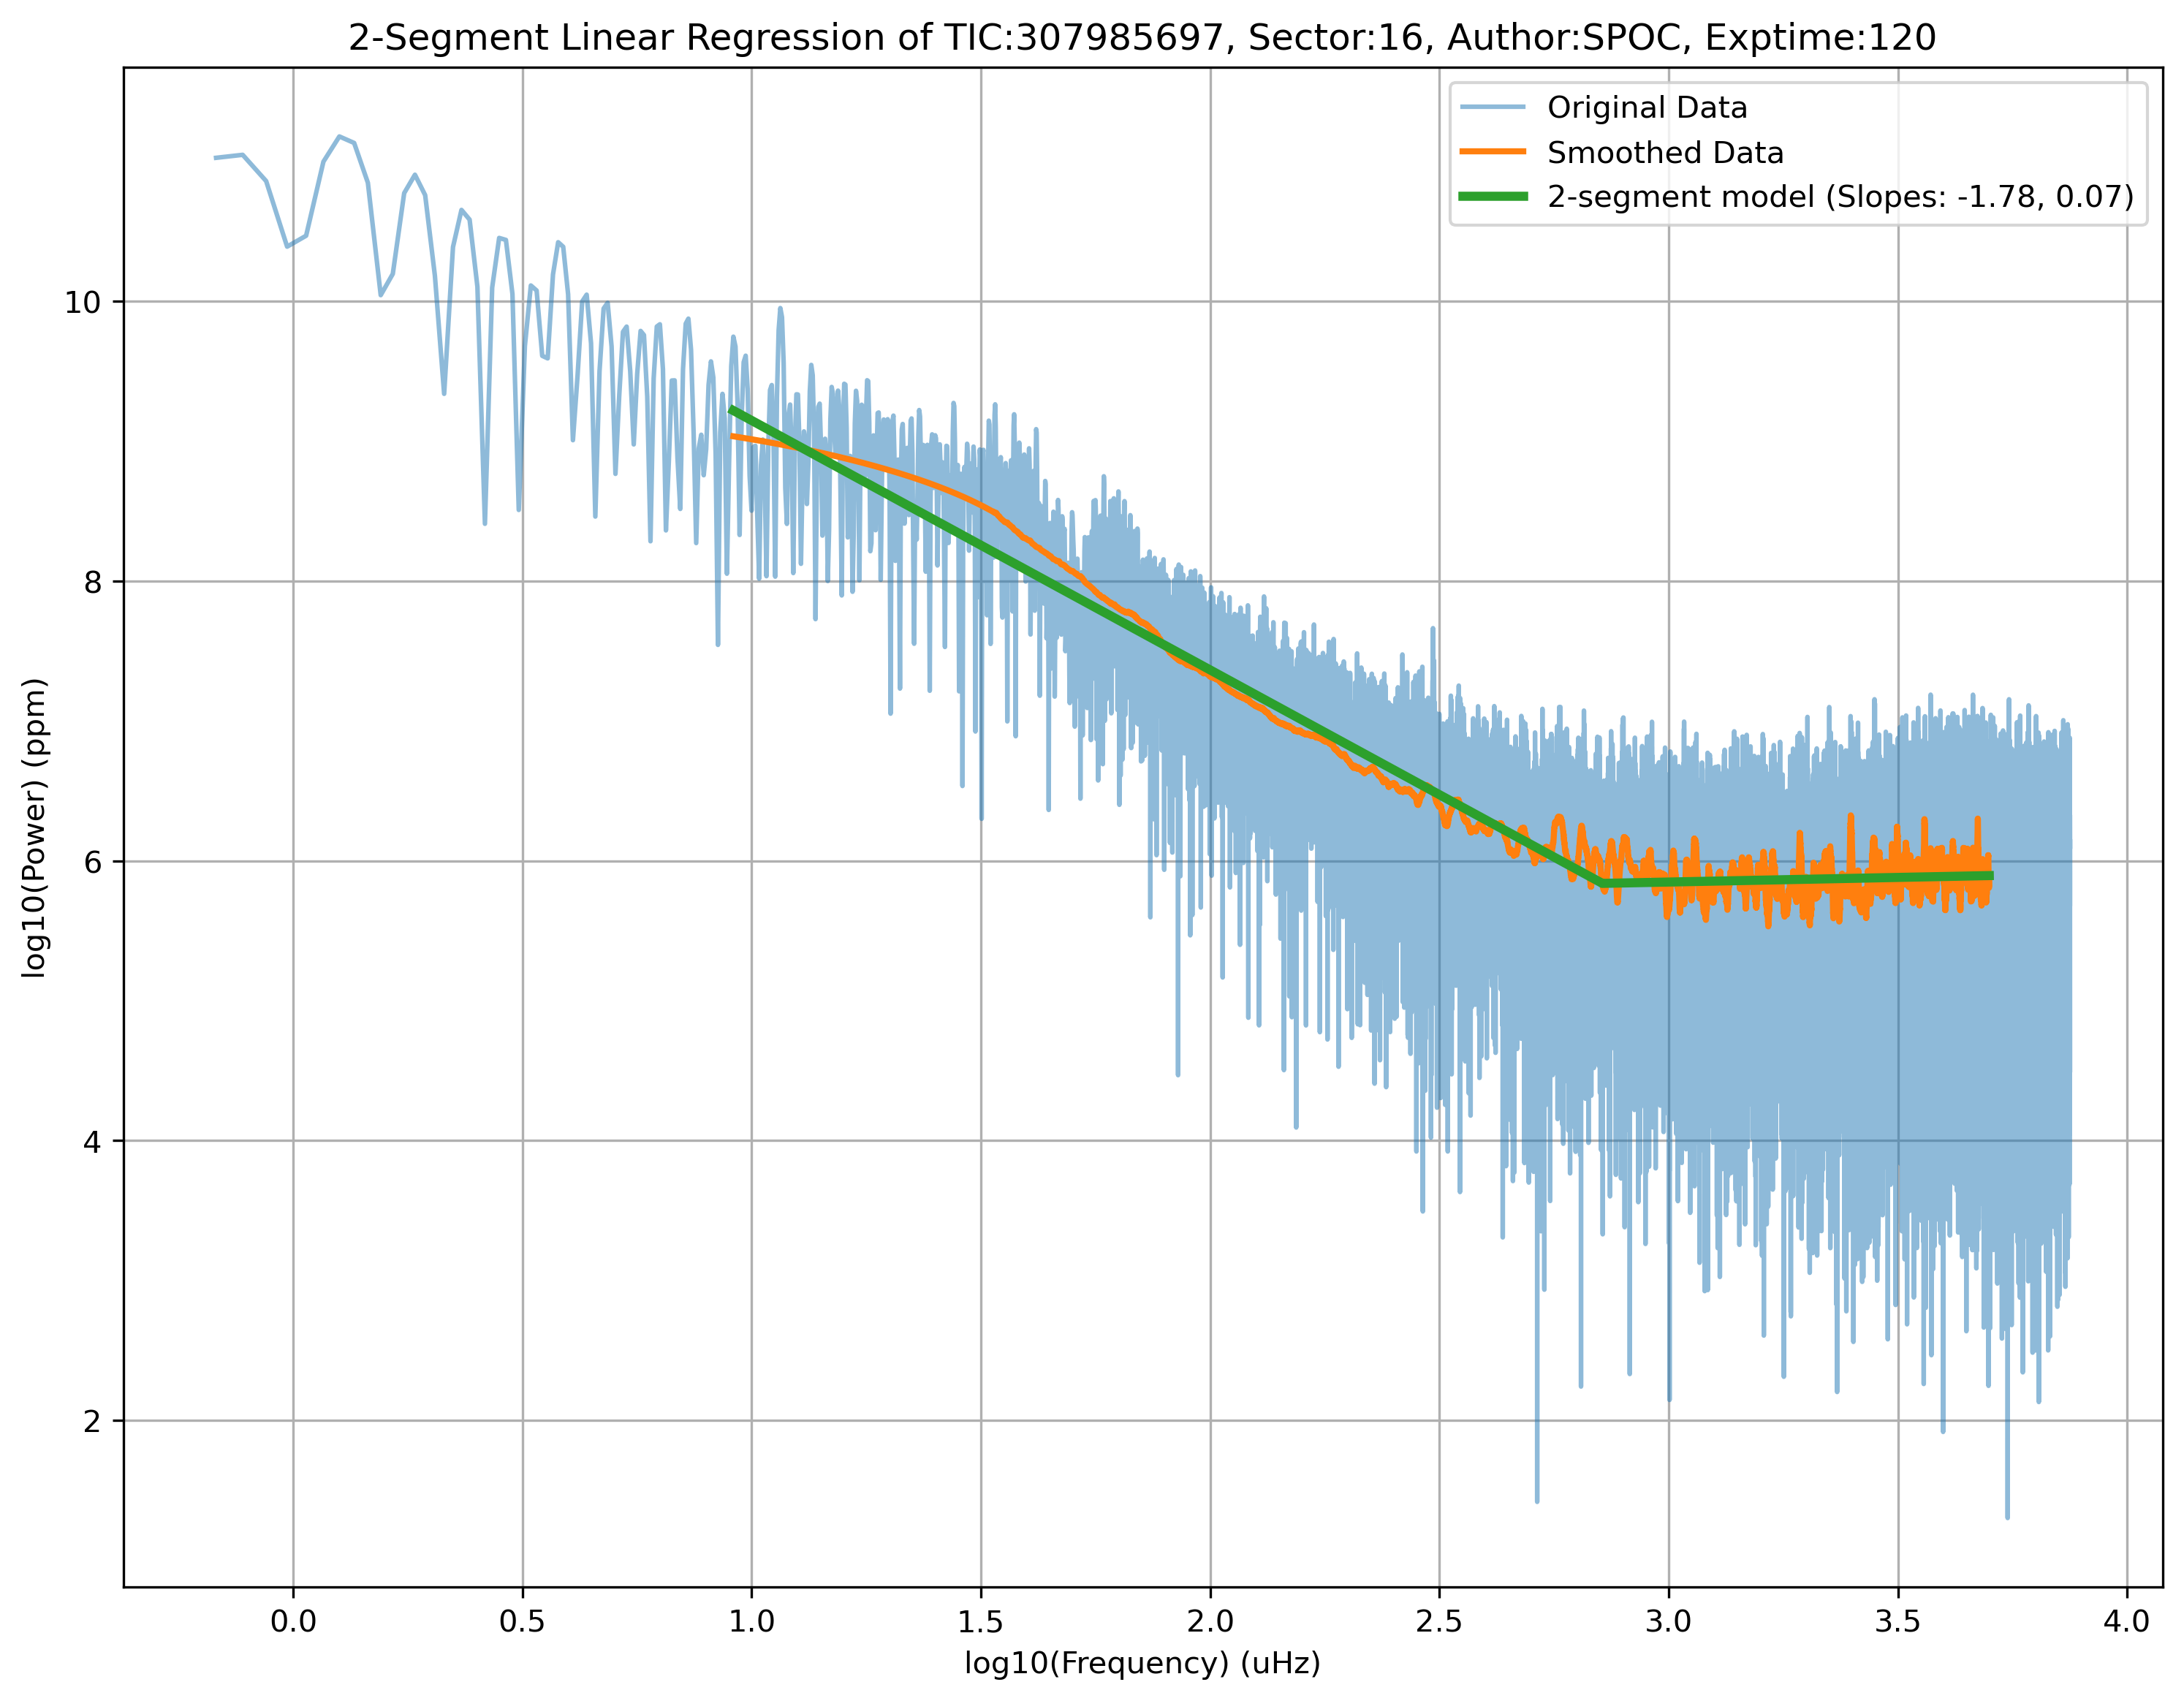 2-Segment Linear Regression of TIC:307985697, Sector:16, Author:SPOC, Exptime:120
Original Data
Smoothed Data
2-segment model (Slopes: -1.78, 0.07)
log10(Power) (ppm)
10
8
6
4
2
0.0 0.5 1.0 1.5 2.0 2.5 3.0 3.5 4.0
log10(Frequency) (uHz)